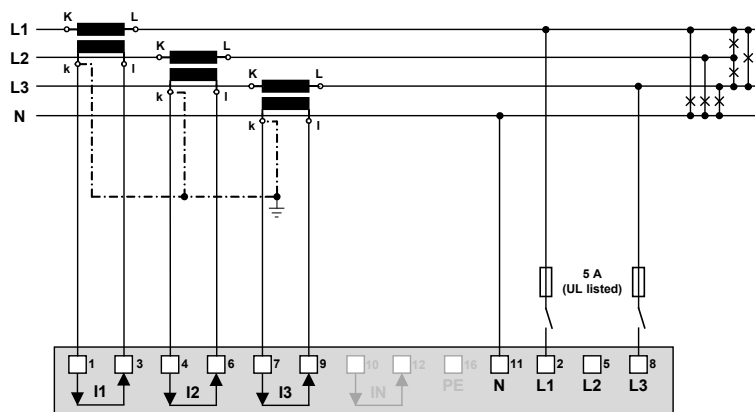 K L
L1
K L
L2
k l
K L
L3
k l
N
k l
5 A
(UL listed)
1 3 4 6 7 9 10 12 16 11 2 5 8
I1 I2 I3 IN PE N L1 L2 L3